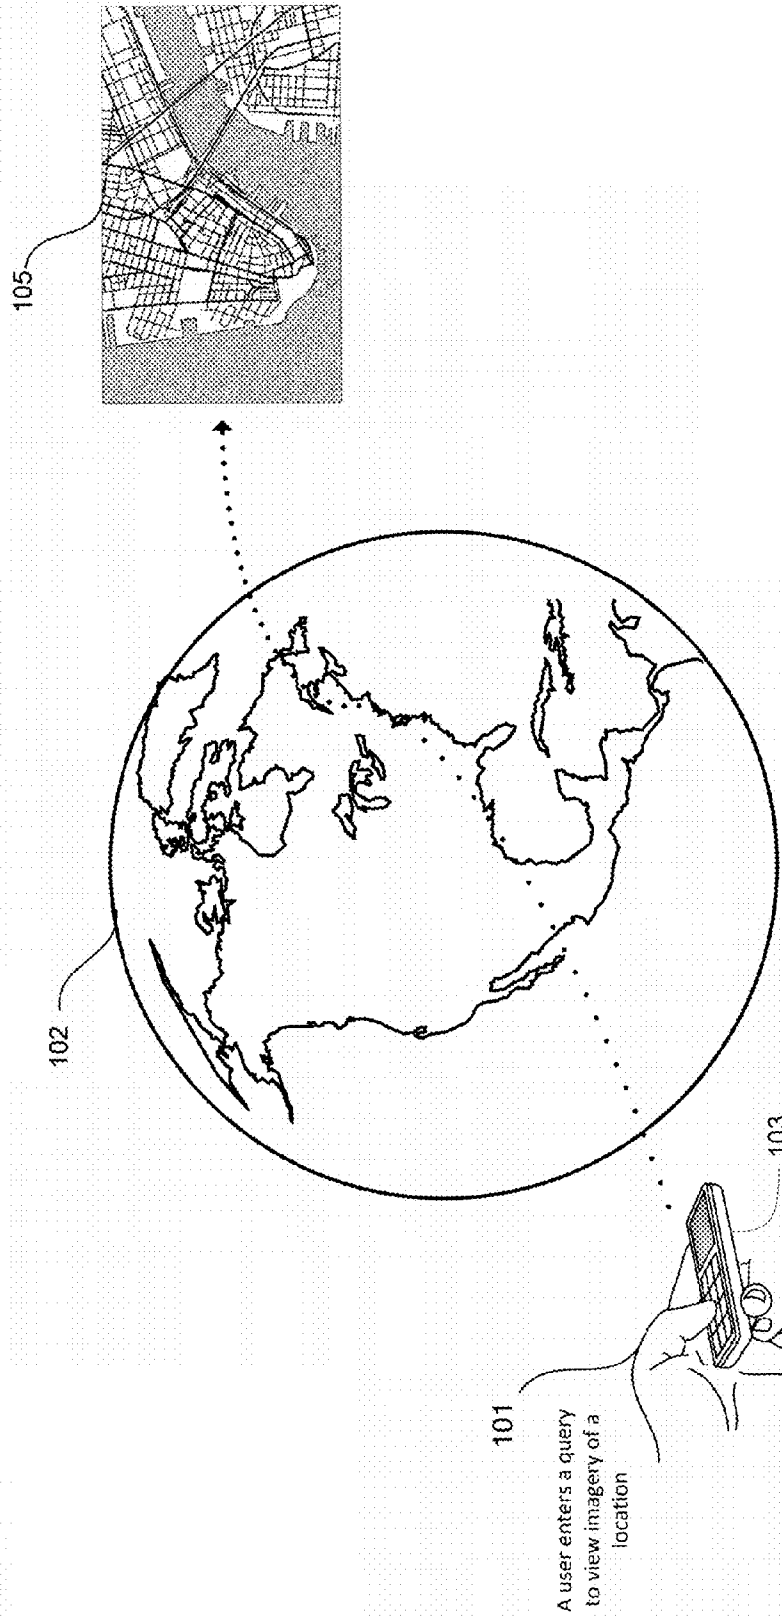 105
102
103
101
A user enters a query
to view imagery of a
location